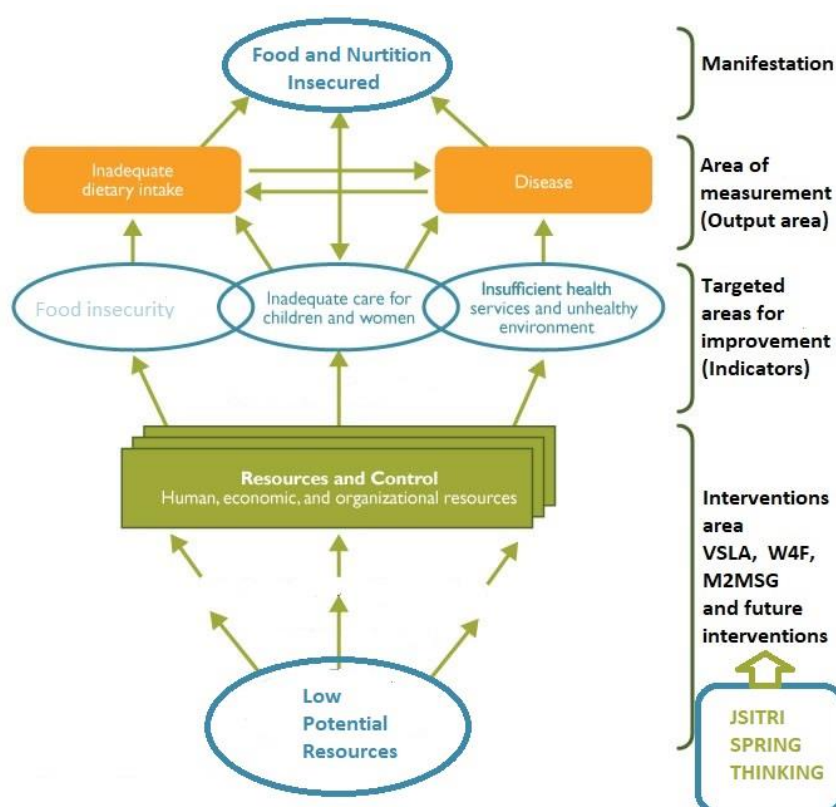 Food and Nurtition
Insecured
Manifestation
Inadequate
dietary intake
Disease
Area of
measurement
(Output area)
Food insecurity
Inadequate care for
children and women
Insufficient health
services and unhealthy
environment
Targeted
areas for
improvement
(Indicators)
Resources and Control
Human, economic, and organizational resources
Interventions
area
VSLA, W4F,
M2MSG
and future
interventions
Low
Potential
Resources
JSITRI
SPRING
THINKING